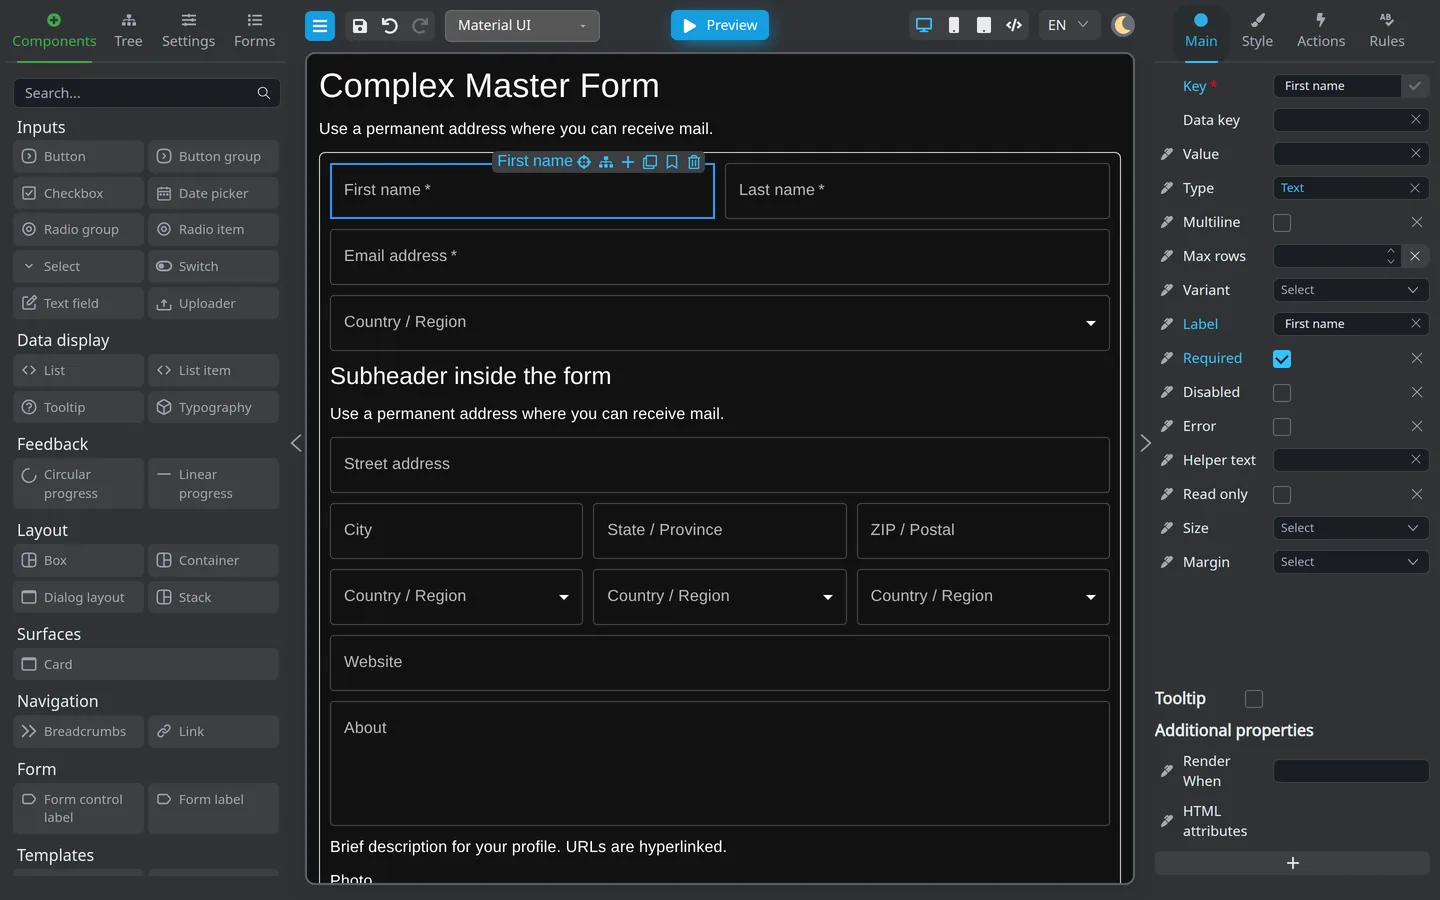 Components
Tree
Settings
Forms
Material UI
Preview
EN
Main
Style
Actions
AB
Rules
Search...
Inputs
Button
Button group
Checkbox
Date picker
Radio group
Radio item
Select
Switch
Text field
Uploader
Data display
List
List item
Tooltip
Typography
Feedback
Circular
progress
Linear
progress
Layout
Box
Container
Dialog layout
Stack
Surfaces
Card
Navigation
Breadcrumbs
Link
Form
Form control
label
Form label
Templates
Complex Master Form
Use a permanent address where you can receive mail.
First name
First name *
Last name *
Email address *
Country / Region
Subheader inside the form
Use a permanent address where you can receive mail.
Street address
City
State / Province
ZIP / Postal
Country / Region
Country / Region
Country / Region
Website
About
Brief description for your profile. URLs are hyperlinked.
Photo
Key *
First name
Data key
Value
Type
Text
Multiline
Max rows
Variant
Select
Label
First name
Required
Disabled
Error
Helper text
Read only
Size
Select
Margin
Select
Tooltip
Additional properties
Render
When
HTML
attributes